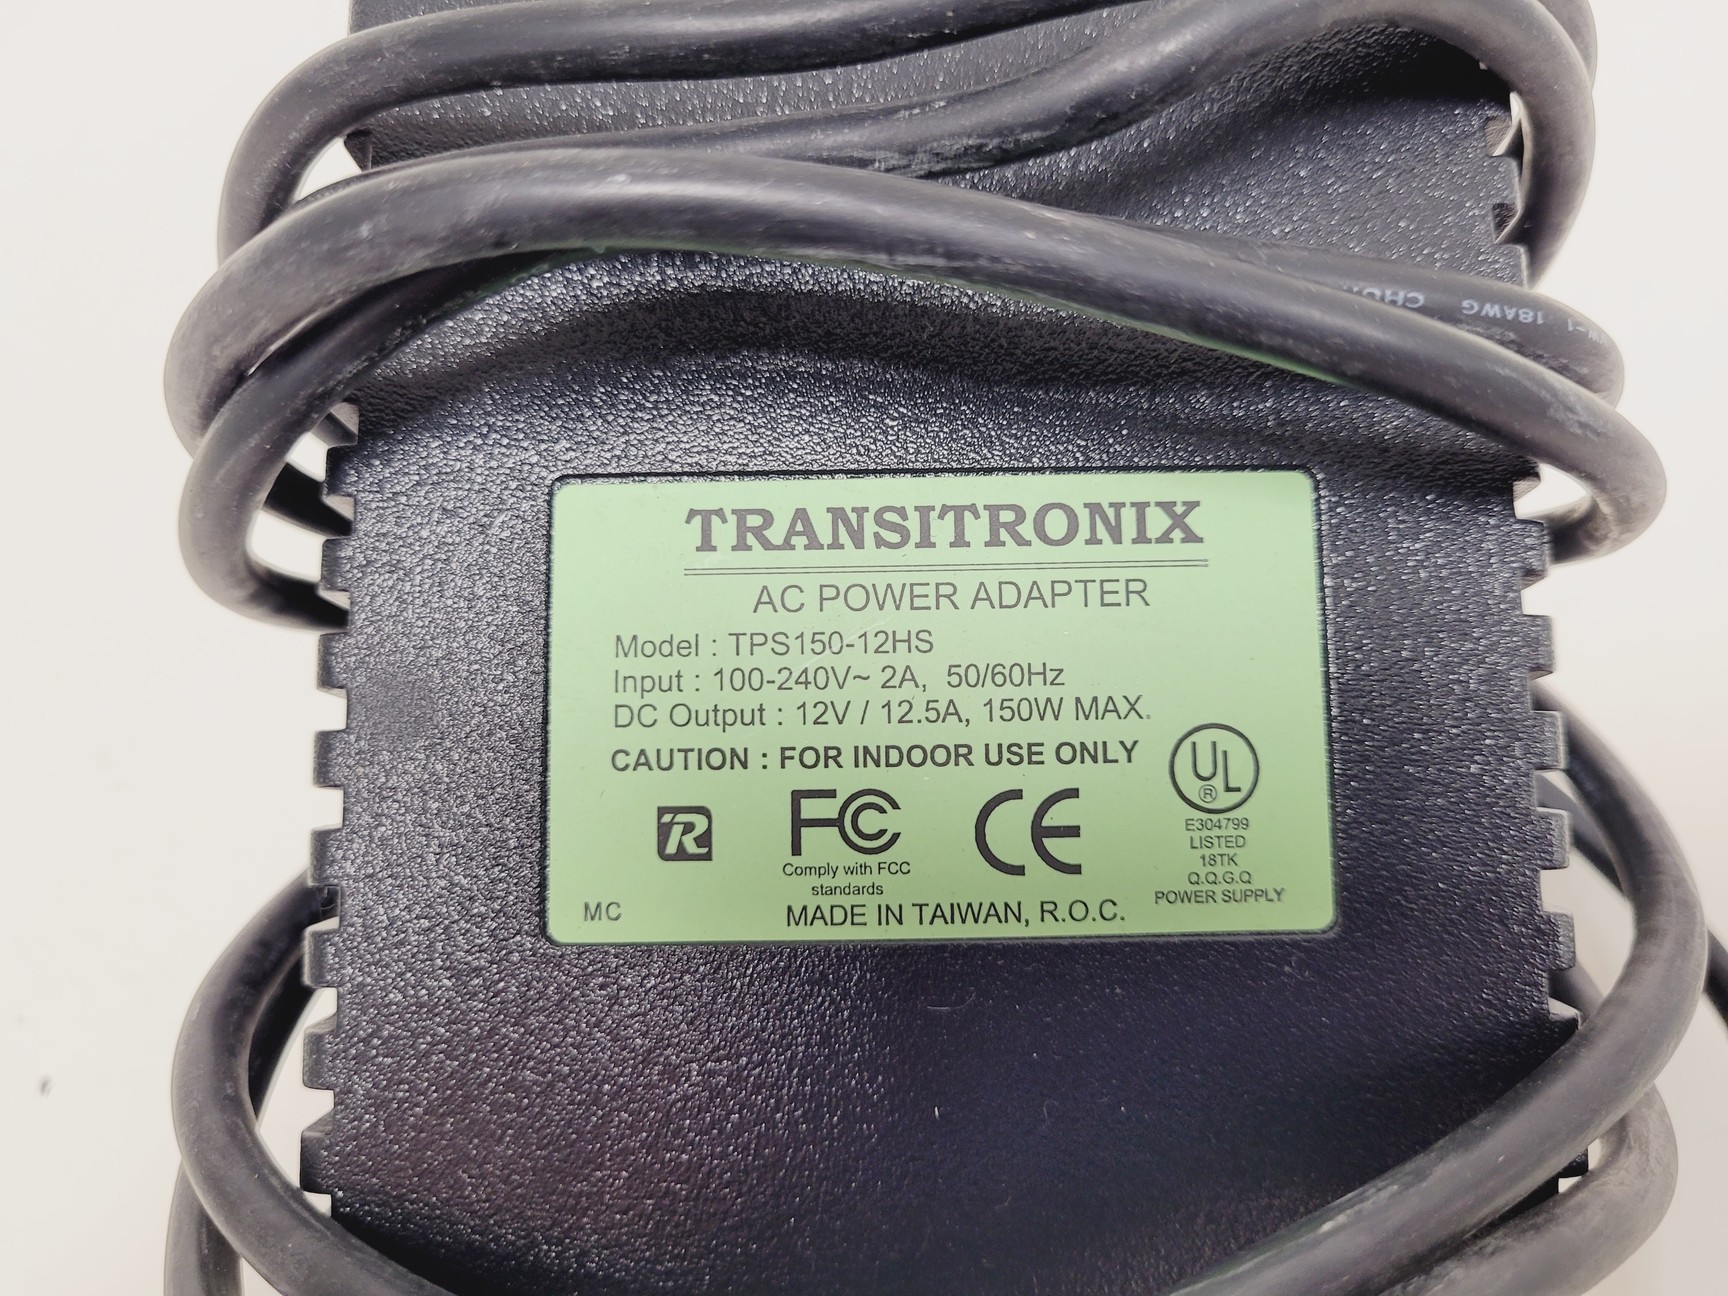 18AWG
TRANSITRONIX
AC POWER ADAPTER
Model : TPS150-12HS
Input : 100-240V~ 2A, 50/60Hz
DC Output : 12V / 12.5A, 150W MAX.
CAUTION : FOR INDOOR USE ONLY
UL
®
R
FC
CE
E304799
LISTED
18TK
Q.Q.G.Q
POWER SUPPLY
Comply with FCC
standards
MC
MADE IN TAIWAN, R.O.C.